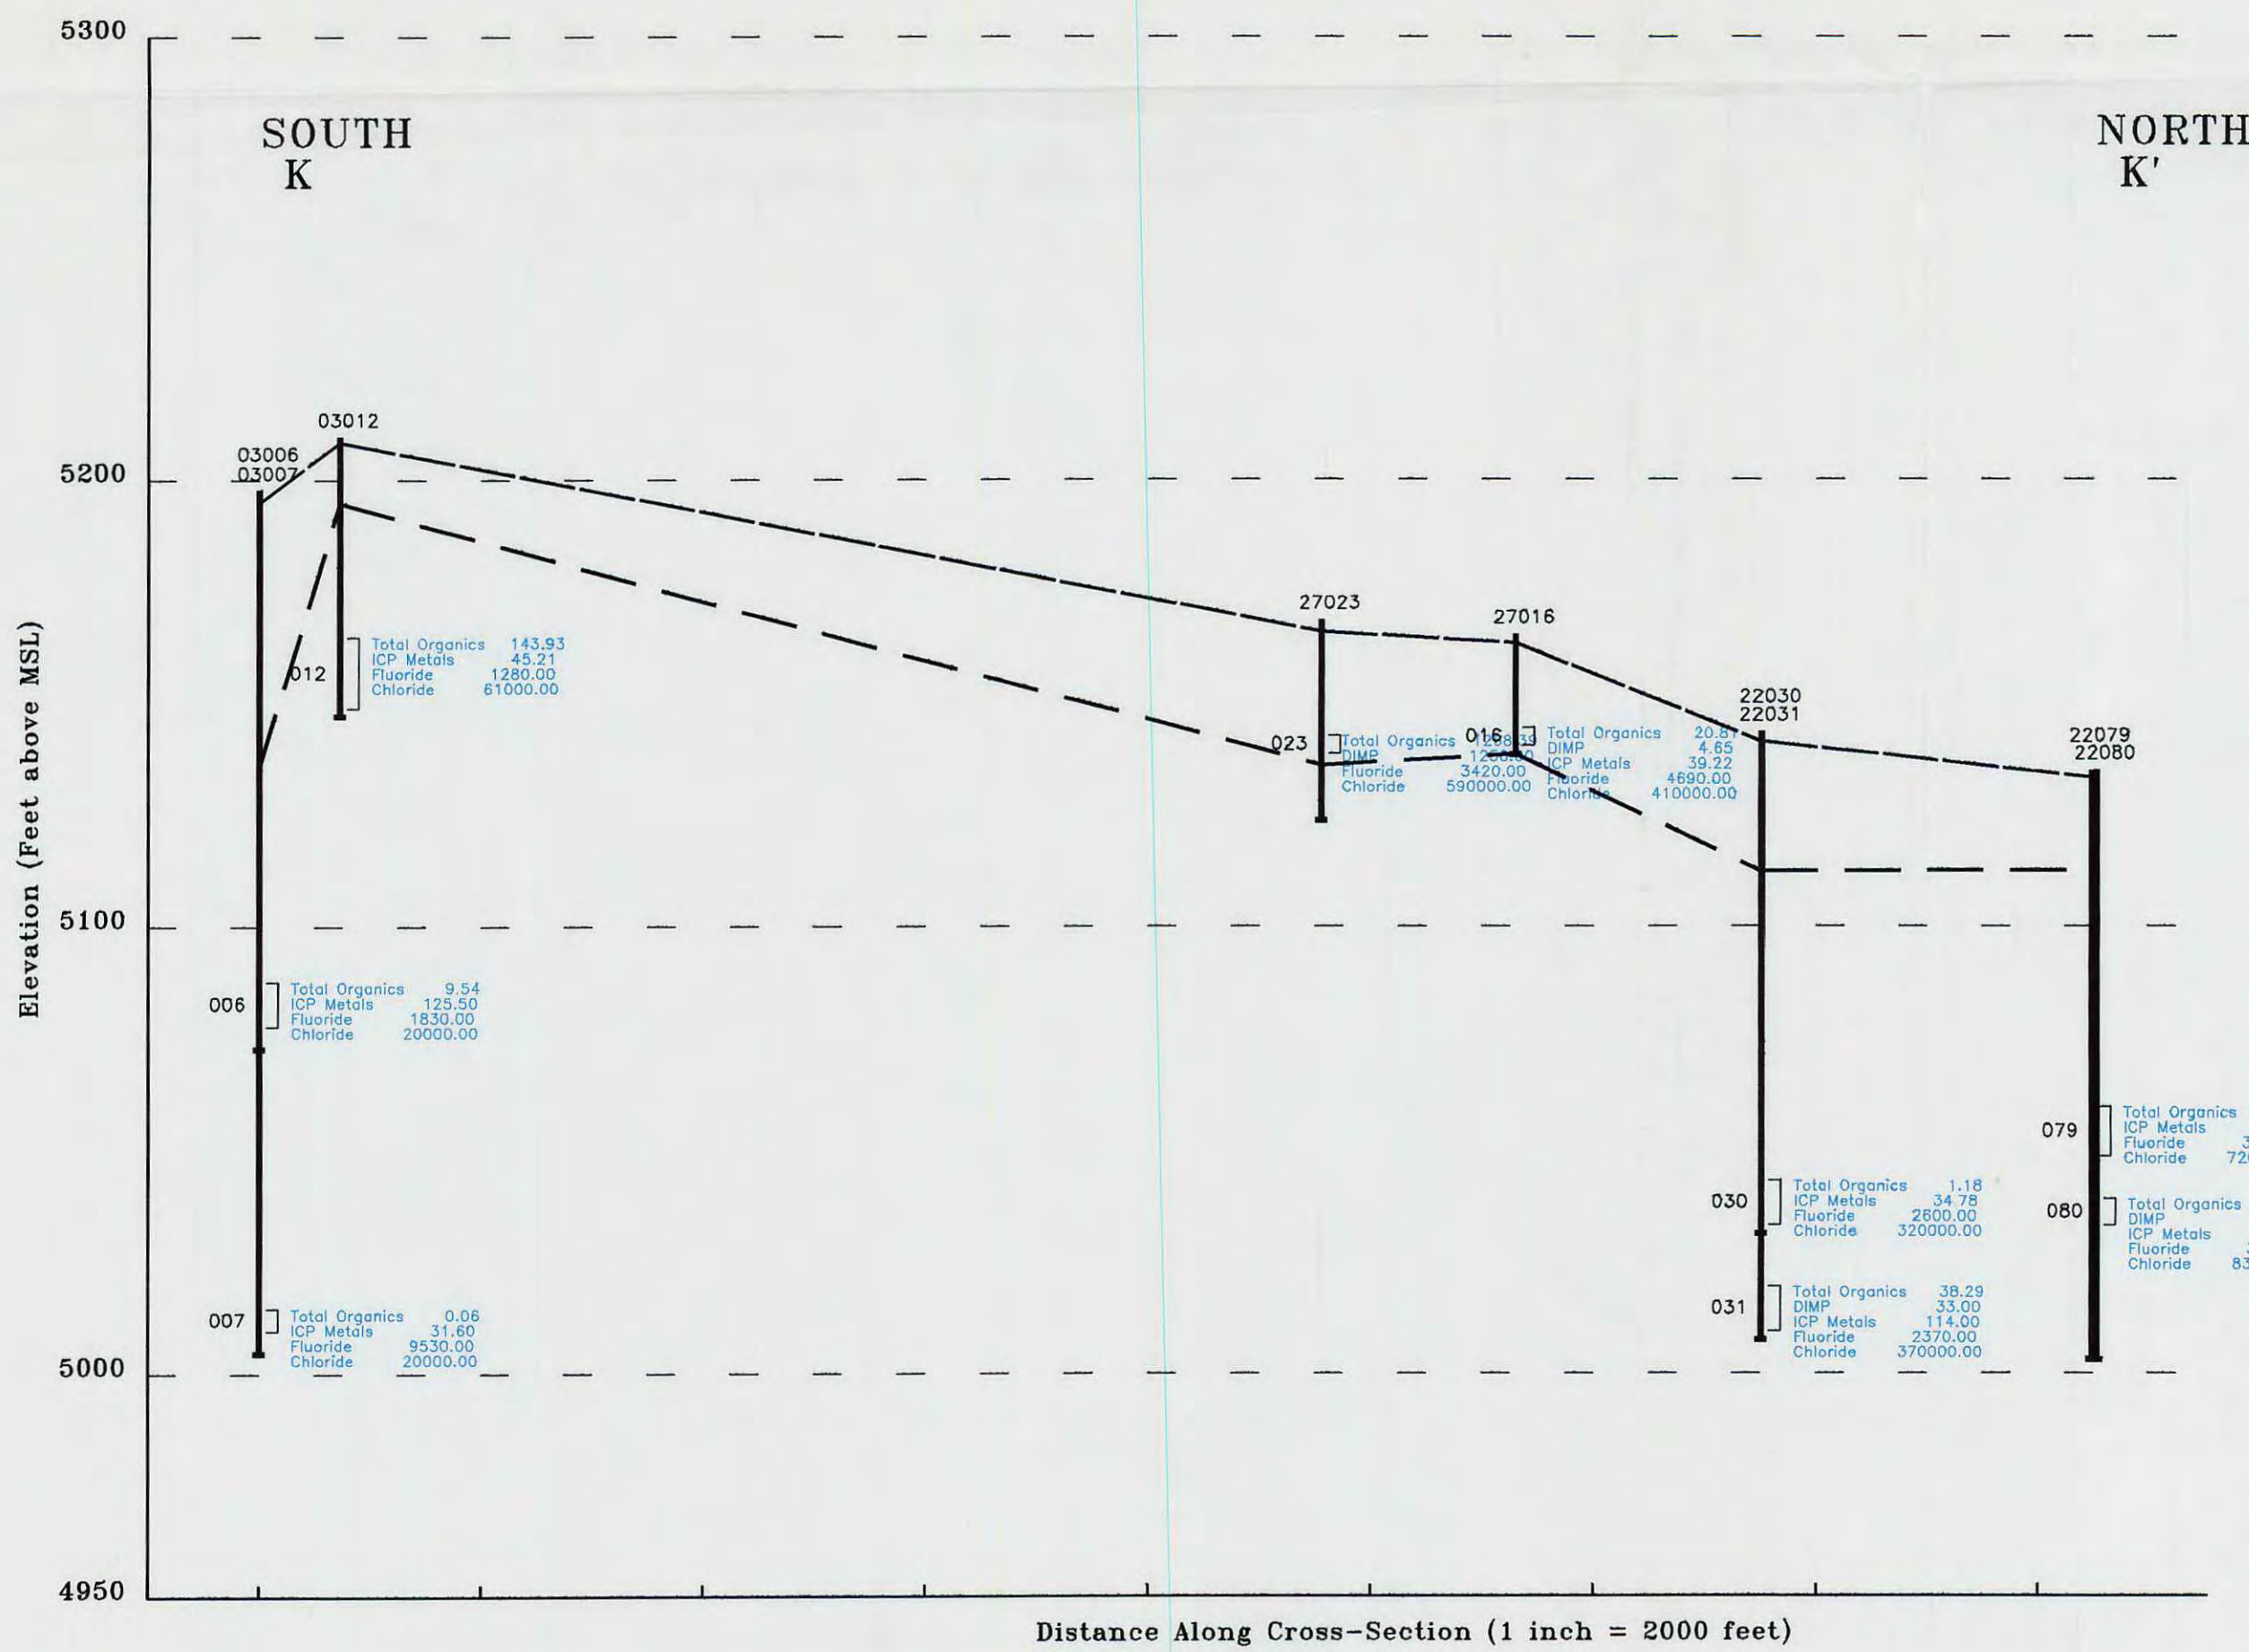 5300
SOUTH
K
NORTH
K'
03012
03006
03007
5200
27023
27016
22030
22031
22079
22080
Elevation (Feet above MSL)
012
Total Organics 143.93
ICP Metals 45.21
Fluoride 1280.00
Chloride 61000.00
023
Total Organics
DIMP
Fluoride 3420.00
Chloride 590000.00
016
Total Organics 20.81
DIMP 4.65
ICP Metals 39.22
Fluoride 4690.00
Chloride 410000.00
5100
006
Total Organics 9.54
ICP Metals 125.50
Fluoride 1830.00
Chloride 20000.00
079
Total Organics
ICP Metals
Fluoride 3
Chloride 72
030
Total Organics 1.18
ICP Metals 34.78
Fluoride 2600.00
Chloride 320000.00
080
Total Organics
DIMP
ICP Metals
Fluoride
Chloride 83
031
Total Organics 38.29
DIMP 33.00
ICP Metals 114.00
Fluoride 2370.00
Chloride 370000.00
007
Total Organics 0.06
ICP Metals 31.60
Fluoride 9530.00
Chloride 20000.00
5000
4950
Distance Along Cross-Section (1 inch = 2000 feet)